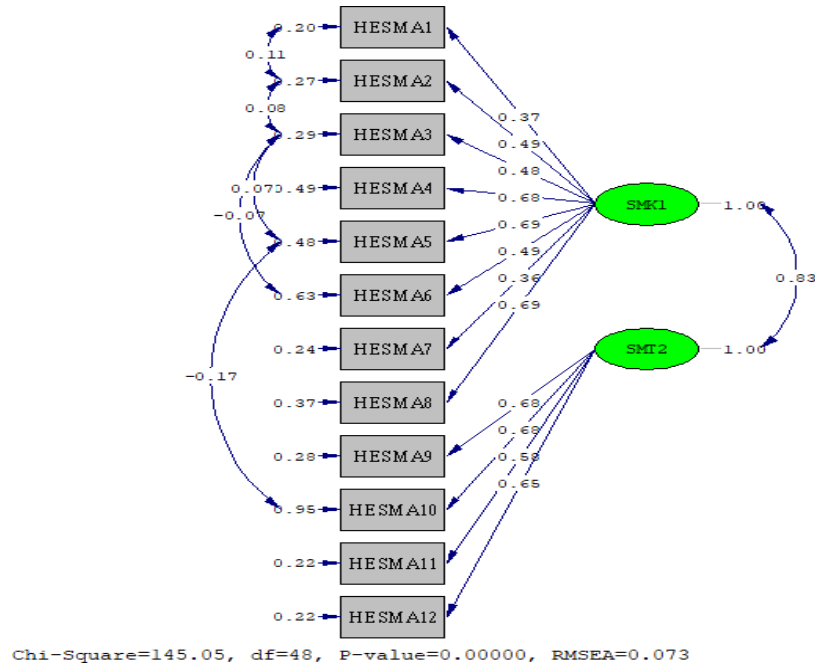 0.20 HESMA1
0.11
0.27 HESMA2
0.08
0.29 HESMA3
0.37
0.49
0.48
0.07 0.49 HESMA4
0.68
SMK1 1.00
-0.07
0.48 HESMA5
0.69
0.49
0.63 HESMA6
0.36
0.69
0.83
0.24 HESMA7
SMT2 1.00
-0.17
0.37 HESMA8
0.68
0.68
0.28 HESMA9
0.58
0.65
0.95 HESMA10
0.22 HESMA11
0.22 HESMA12
Chi-Square=145.05, df=48, P-value=0.00000, RMSEA=0.073